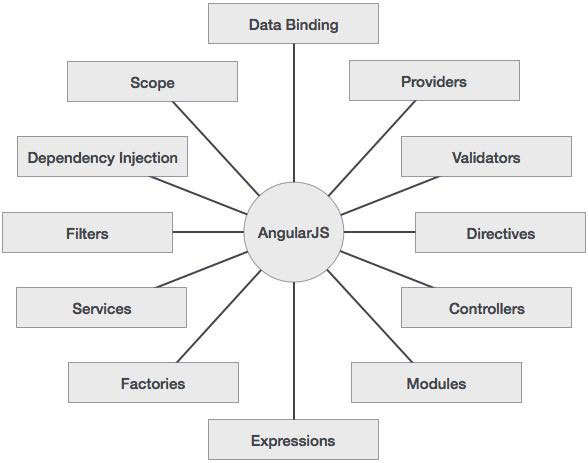 Data Binding
Scope
Providers
Dependency Injection
Validators
Filters
AngularJS
Directives
Services
Controllers
Factories
Modules
Expressions